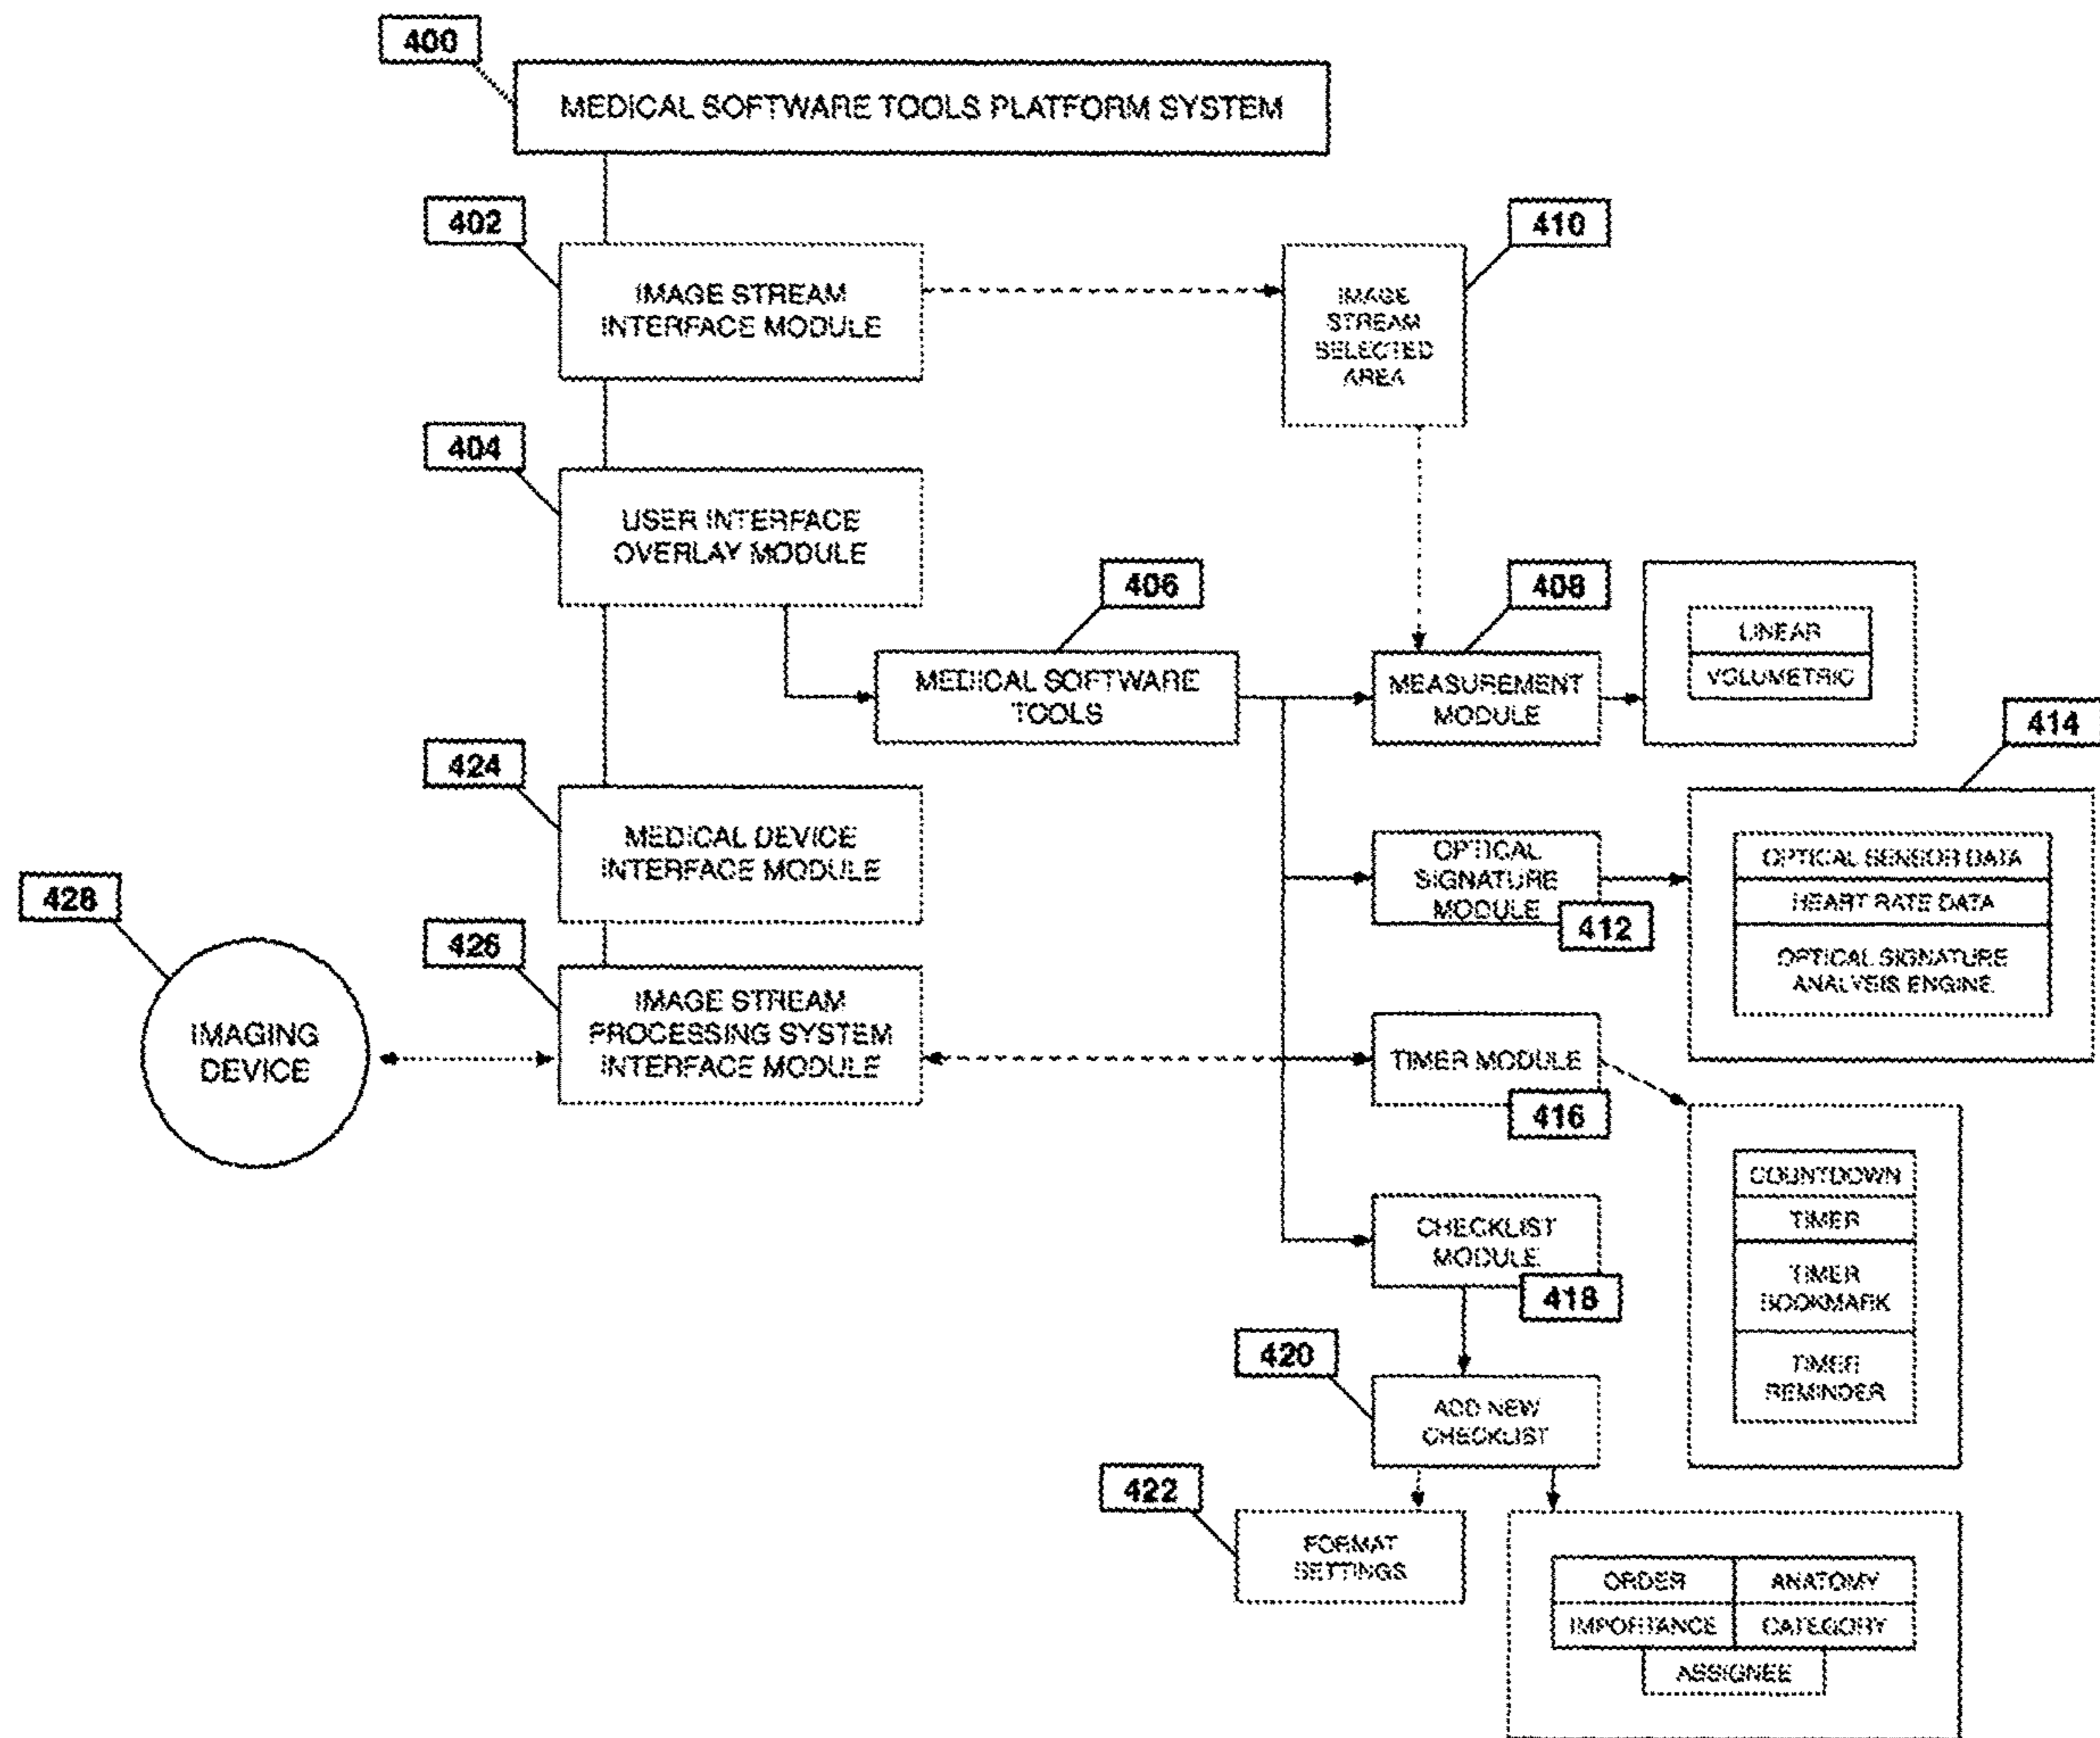 400
MEDICAL SOFTWARE TOOLS PLATFORM SYSTEM
402
IMAGE STREAM
INTERFACE MODULE
410
IMAGE
STREAM
SELECTED
AREA
404
USER INTERFACE
OVERLAY MODULE
406
MEDICAL SOFTWARE
TOOLS
408
MEASUREMENT
MODULE
LINEAR
VOLUMETRIC
414
OPTICAL SENSOR DATA
HEART RATE DATA
OPTICAL SIGNATURE
ANALYSIS ENGINE
424
MEDICAL DEVICE
INTERFACE MODULE
OPTICAL
SIGNATURE
MODULE
412
428
IMAGING
DEVICE
426
IMAGE STREAM
PROCESSING SYSTEM
INTERFACE MODULE
TIMER MODULE
416
COUNTDOWN
TIMER
TIMER
BOOKMARK
TIMER
REMINDER
CHECKLIST
MODULE
418
420
ADD NEW
CHECKLIST
422
FORMAT
SETTINGS
ORDER
ANATOMY
IMPORTANCE
CATEGORY
ASSIGNEE